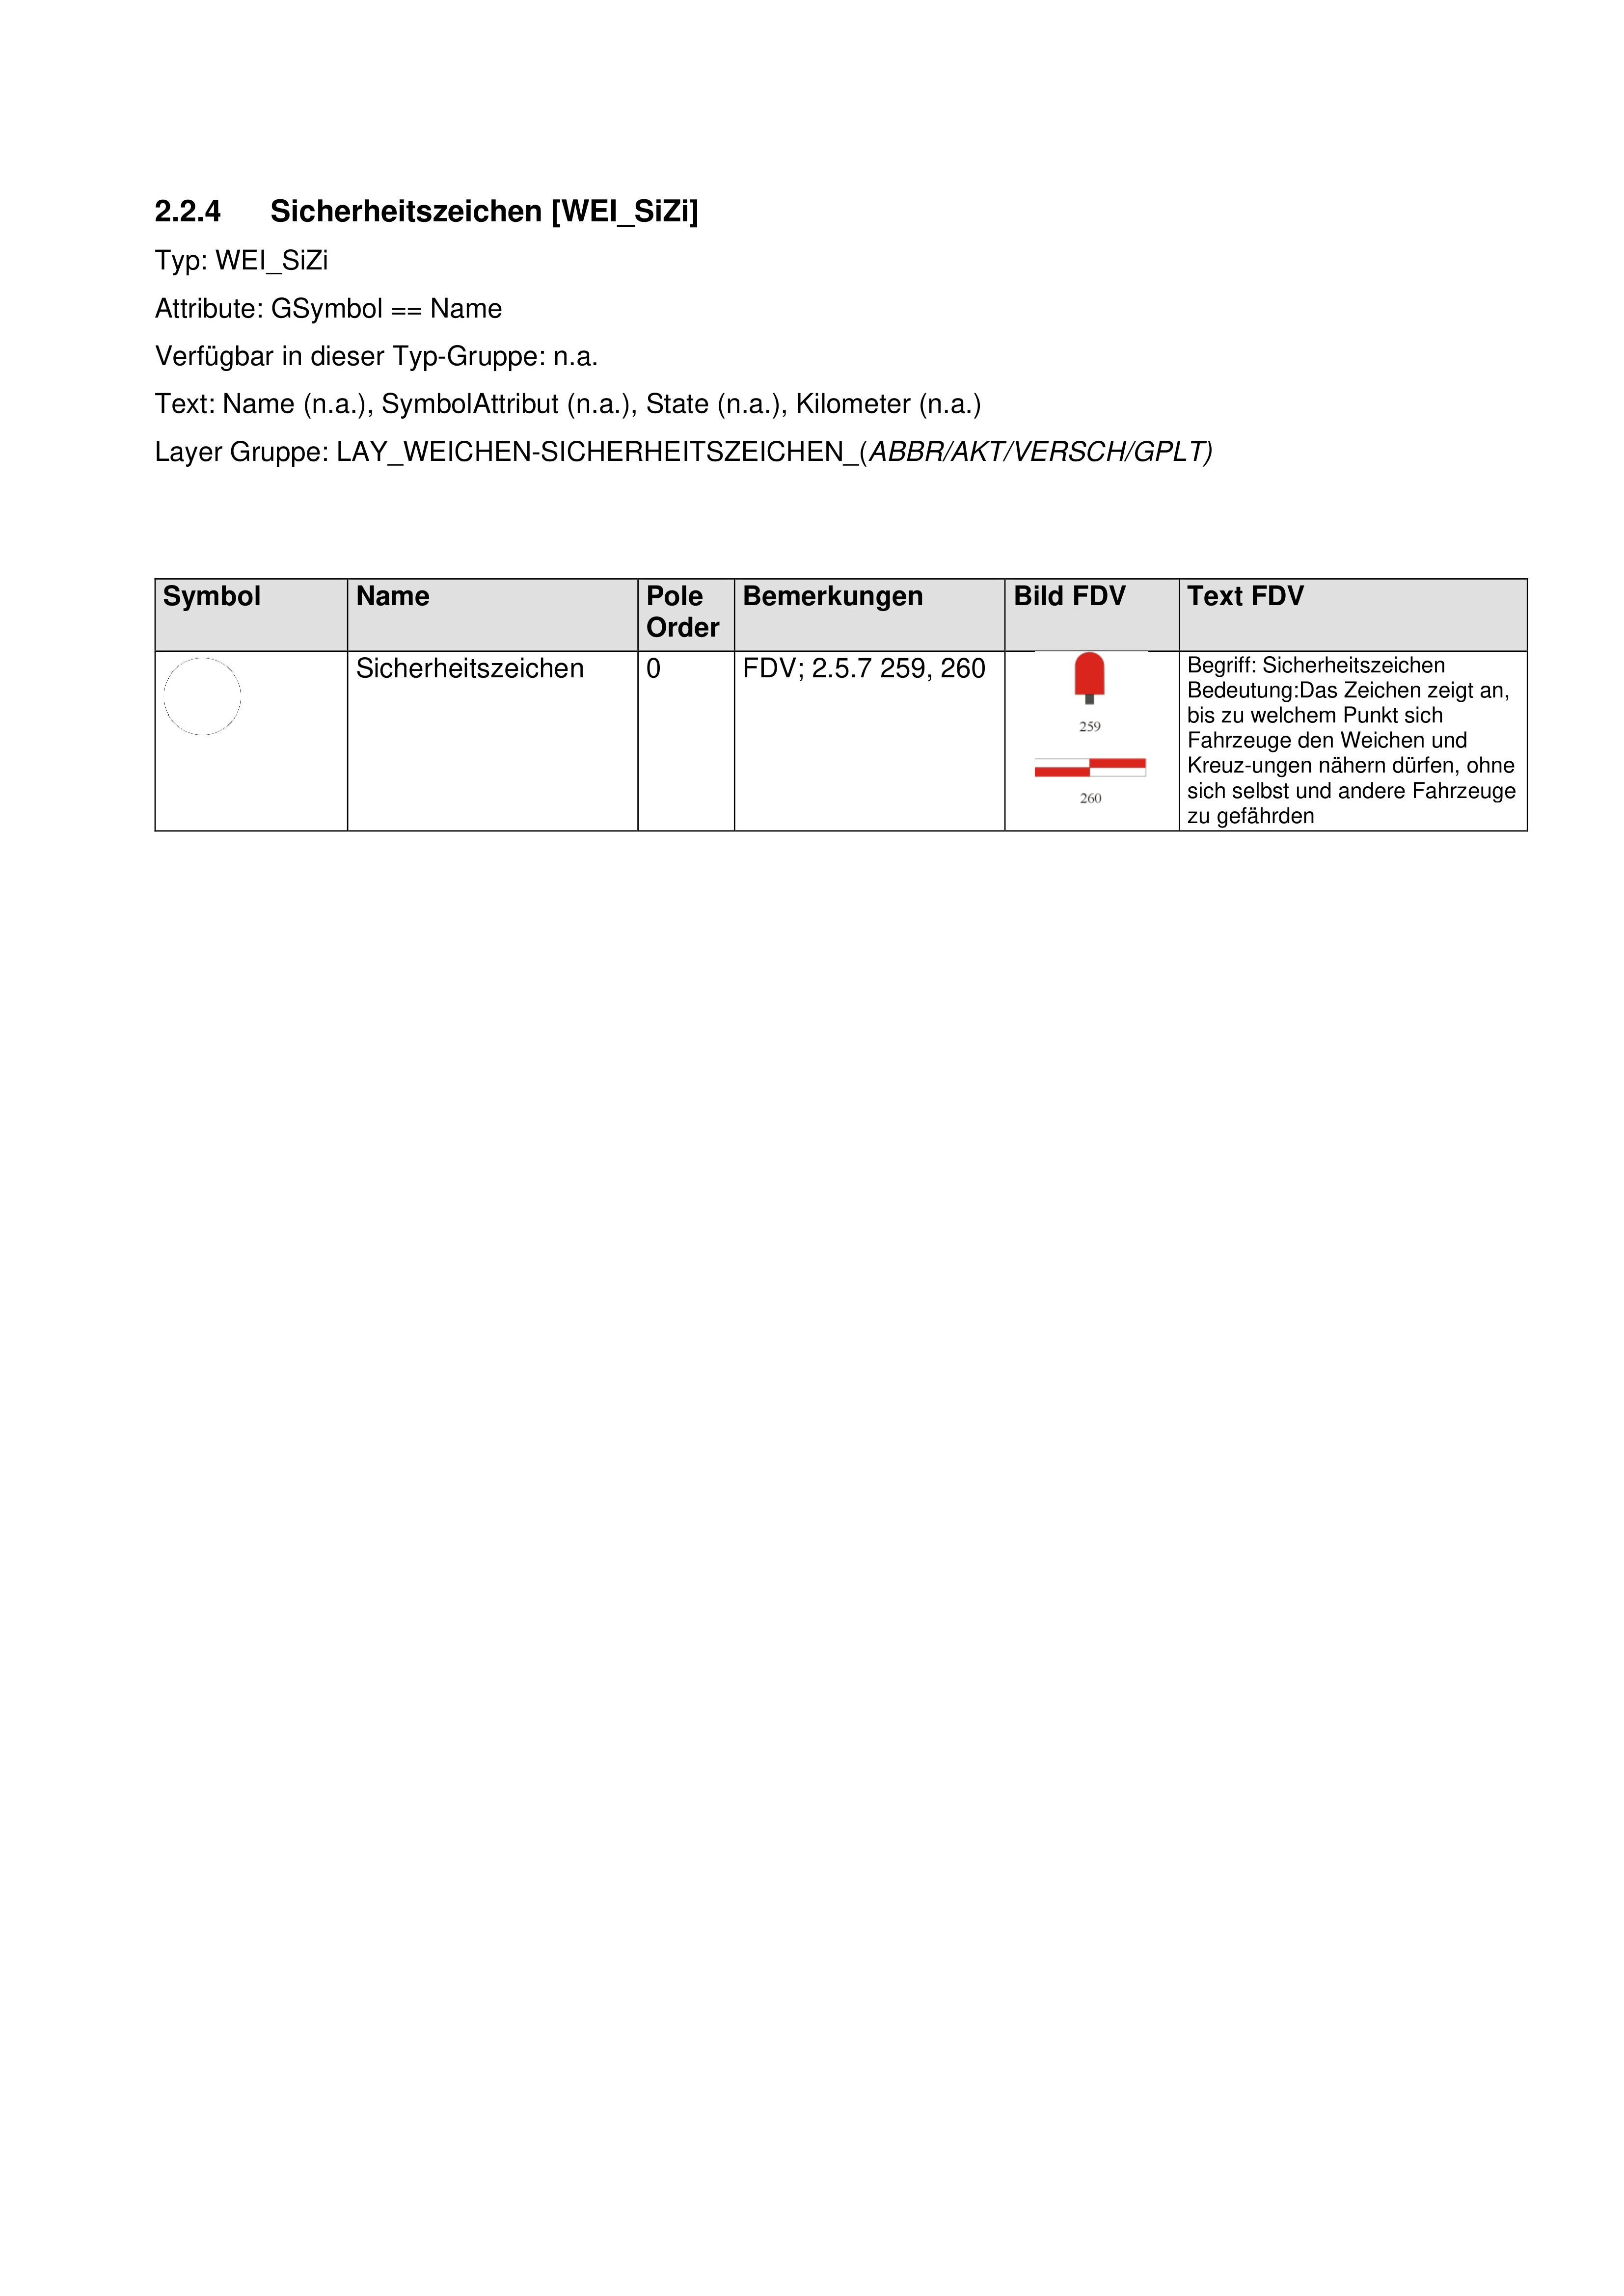 2.2.4 Sicherheitszeichen [WEI_SiZi]
Typ: WEI_SiZi
Attribute: GSymbol == Name
Verfügbar in dieser Typ-Gruppe: n.a.
Text: Name (n.a.), SymbolAttribut (n.a.), State (n.a.), Kilometer (n.a.)
Layer Gruppe: LAY_WEICHEN-SICHERHEITSZEICHEN_(ABBR/AKT/VERSCH/GPLT)
Symbol Name Pole Order Bemerkungen Bild FDV Text FDV
Sicherheitszeichen 0 FDV; 2.5.7 259, 260
259
260
Begriff: Sicherheitszeichen
Bedeutung:Das Zeichen zeigt an,
bis zu welchem Punkt sich
Fahrzeuge den Weichen und
Kreuz-ungen nähern dürfen, ohne
sich selbst und andere Fahrzeuge
zu gefährden